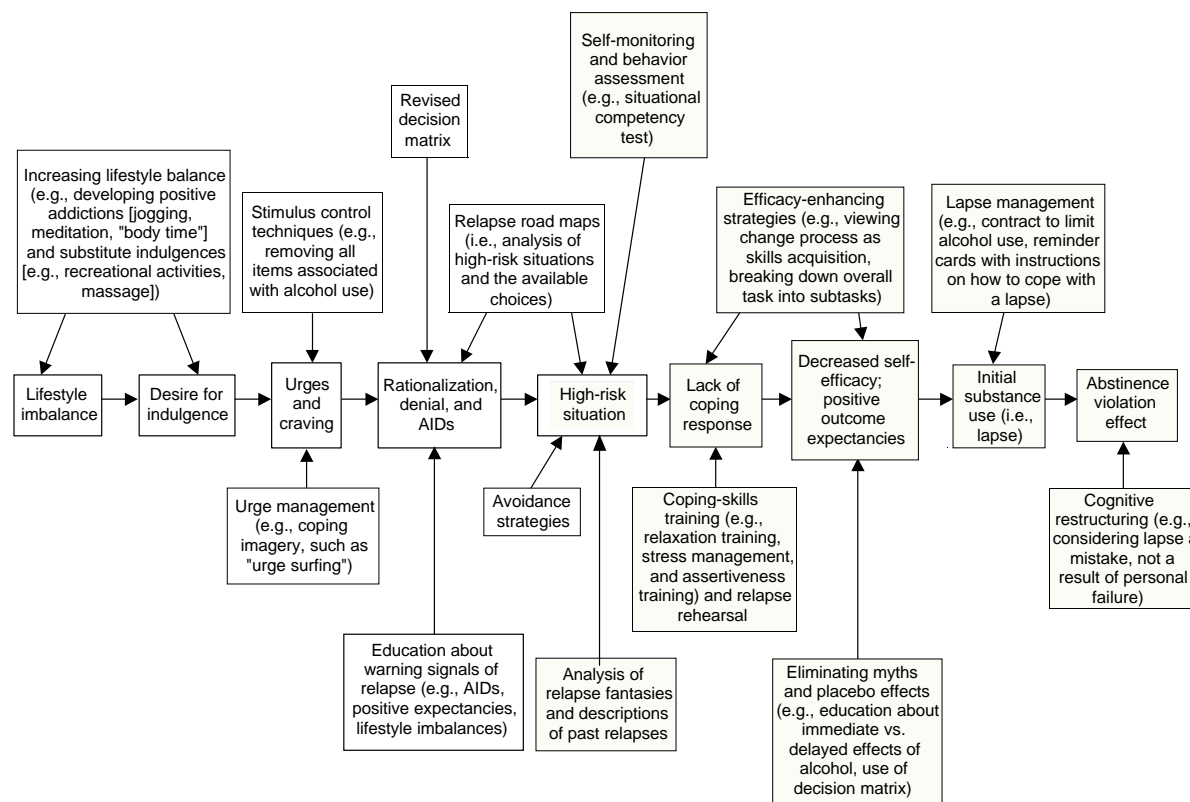 Self-monitoring
and behavior
assessment
(e.g., situational
competency
test)
Revised
decision
matrix
Increasing lifestyle balance
(e.g., developing positive
addictions [jogging,
meditation, "body time"]
and substitute indulgences
[e.g., recreational activities,
massage])
Stimulus control
techniques (e.g.,
removing all
items associated
with alcohol use)
Relapse road maps
(i.e., analysis of
high-risk situations
and the available
choices)
Efficacy-enhancing
strategies (e.g., viewing
change process as
skills acquisition,
breaking down overall
task into subtasks)
Lapse management
(e.g., contract to limit
alcohol use, reminder
cards with instructions
on how to cope with
a lapse)
Lifestyle
imbalance
Desire for
indulgence
Urges
and
craving
Rationalization,
denial, and
AIDs
High-risk
situation
Lack of
coping
response
Decreased self-
efficacy;
positive
outcome
expectancies
Initial
substance
use (i.e.,
lapse)
Abstinence
violation
effect
Urge management
(e.g., coping
imagery, such as
"urge surfing")
Avoidance
strategies
Coping-skills
training (e.g.,
relaxation training,
stress management,
and assertiveness
training) and relapse
rehearsal
Cognitive
restructuring (e.g.,
considering lapse a
mistake, not a
result of personal
failure)
Education about
warning signals of
relapse (e.g., AIDs,
positive expectancies,
lifestyle imbalances)
Analysis of
relapse fantasies
and descriptions
of past relapses
Eliminating myths
and placebo effects
(e.g., education about
immediate vs.
delayed effects of
alcohol, use of
decision matrix)